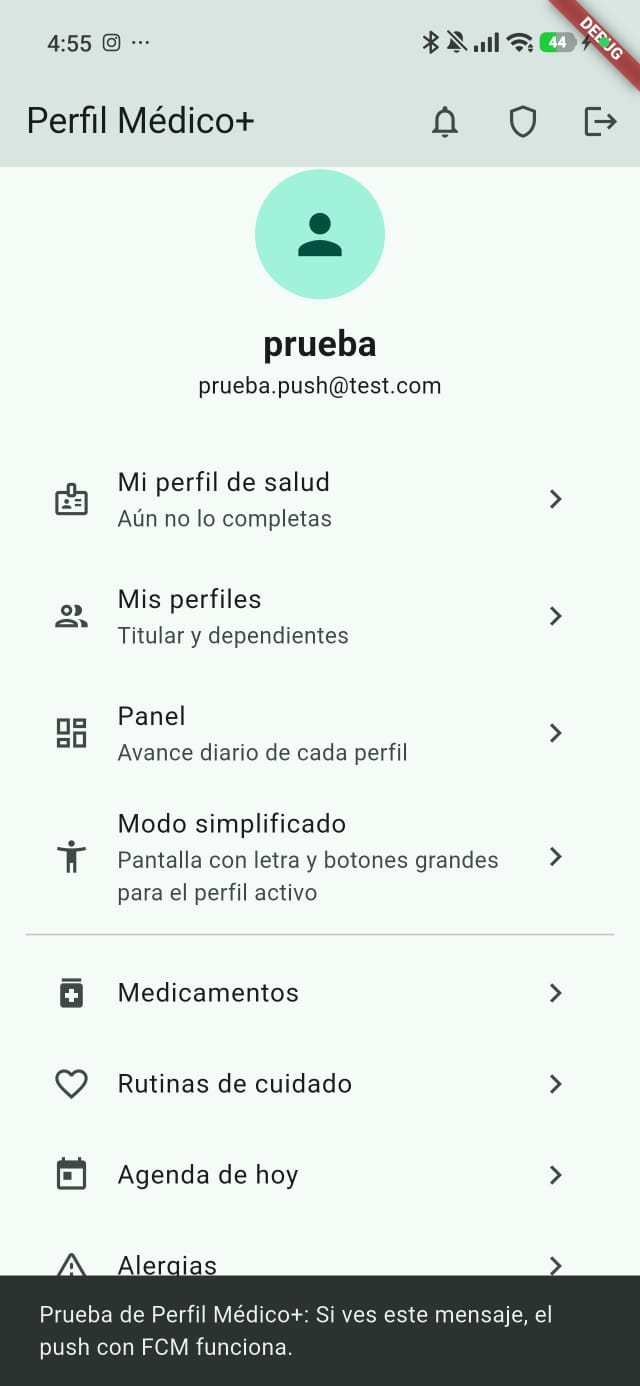 4:55 ...
44
DEBUG
Perfil Médico+
prueba
prueba.push@test.com
Mi perfil de salud
Aún no lo completas
Mis perfiles
Titular y dependientes
Panel
Avance diario de cada perfil
Modo simplificado
Pantalla con letra y botones grandes
para el perfil activo
Medicamentos
Rutinas de cuidado
Agenda de hoy
Alergias
Prueba de Perfil Médico+: Si ves este mensaje, el
push con FCM funciona.